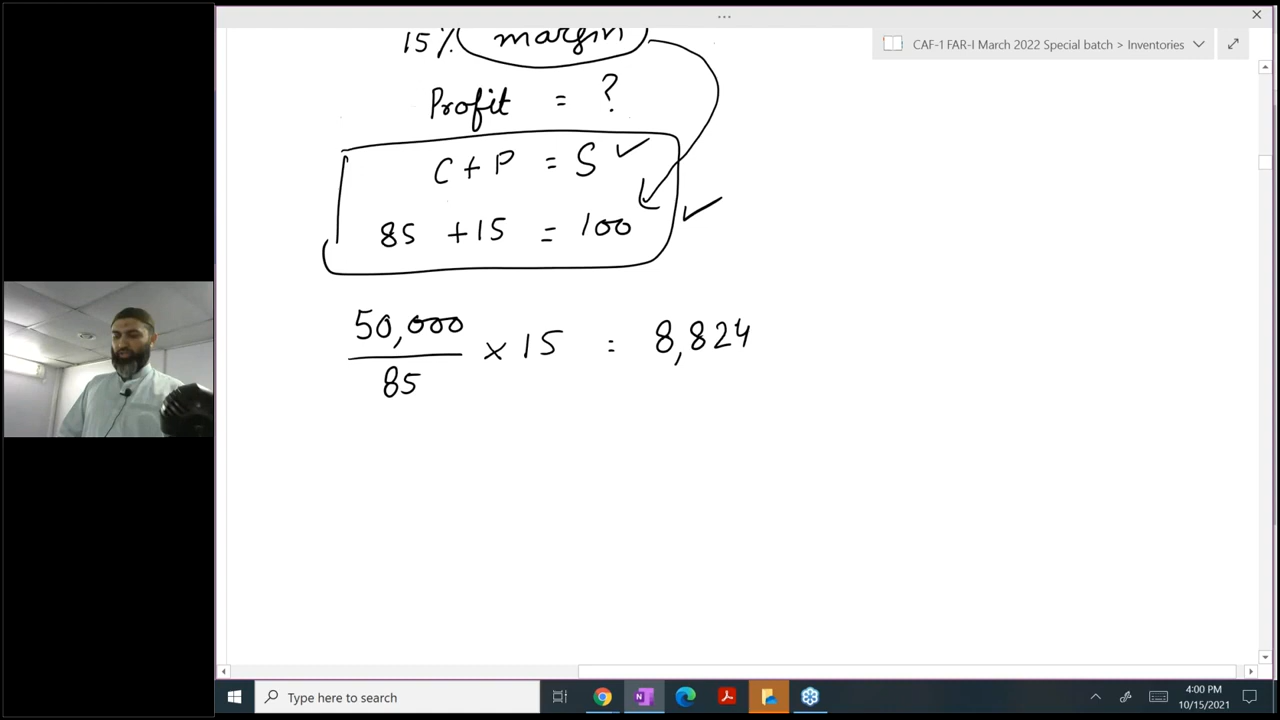 ...
×
CAF-1 FAR-I March 2022 Special batch > Inventories
15% margin
Profit = ?
C + P = S ✓
85 + 15 = 100 ✓
50,000
85
× 15 = 8,824
Type here to search
4:00 PM
10/15/2021